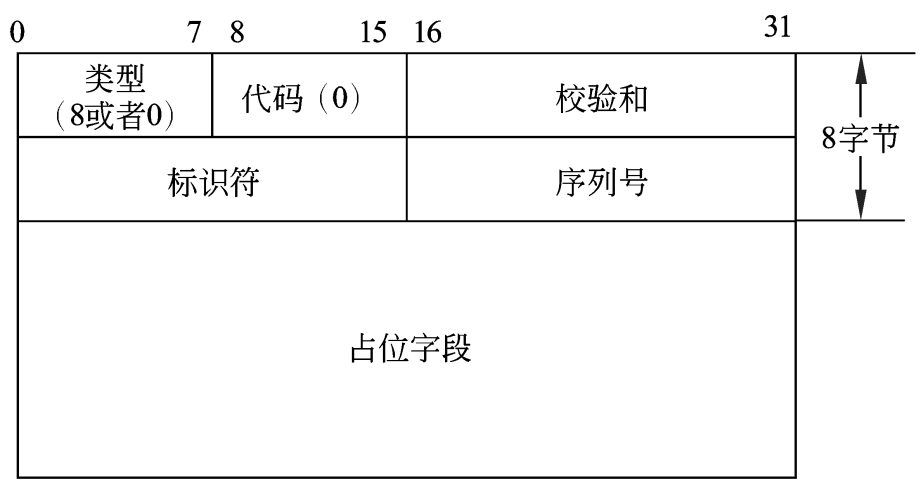 0 7 8 15 16 31
类型
(8或者0)
代码(0)
校验和
8字节
标识符
序列号
占位字段